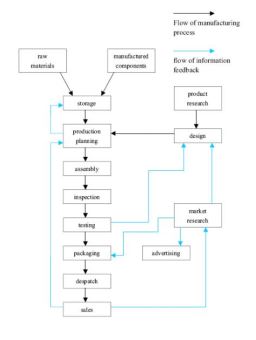 Flow of manufacturing
process
flow of information
feedback
raw
materials
manufactured
components
storage
product
research
production
planning
design
assembly
inspection
testing
market
research
packaging
advertising
despatch
sales